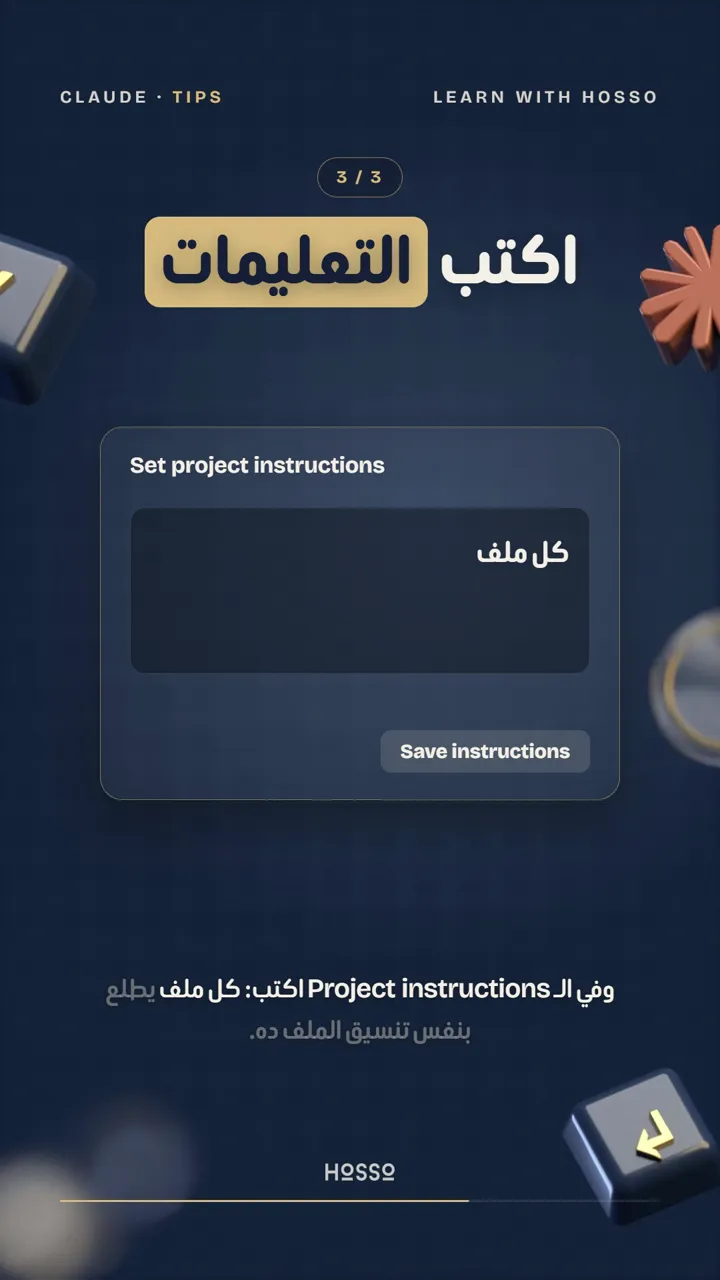 CLAUDE · TIPS
LEARN WITH HOSSO
3 / 3
اكتب التعليمات
Set project instructions
كل ملف
Save instructions
وفي الـ Project instructions اكتب: كل ملف يطلع
بنفس تنسيق الملف ده.
HOSSO